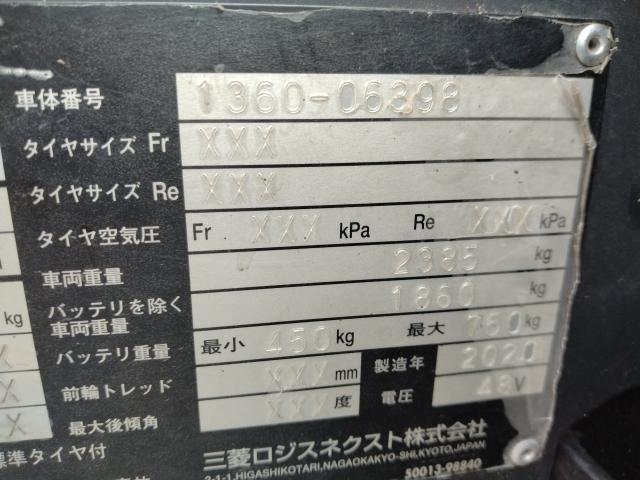 車体番号 1360-06398
タイヤサイズ Fr XXX
タイヤサイズ Re XXX
タイヤ空気圧 Fr XXX kPa Re XXX kPa
車両重量 2385 kg
バッテリを除く車両重量 1860 kg
kg
バッテリ重量 最小 450 kg 最大 750 kg
X
前輪トレッド XXX mm 製造年 2020
X
最大後傾角 XXX 度 電圧 48 V
X
標準タイヤ付
三菱ロジスネクスト株式会社
2-1-1,HIGASHIKOTARI,NAGAOKAKYO-SHI,KYOTO,JAPAN
50013-98840